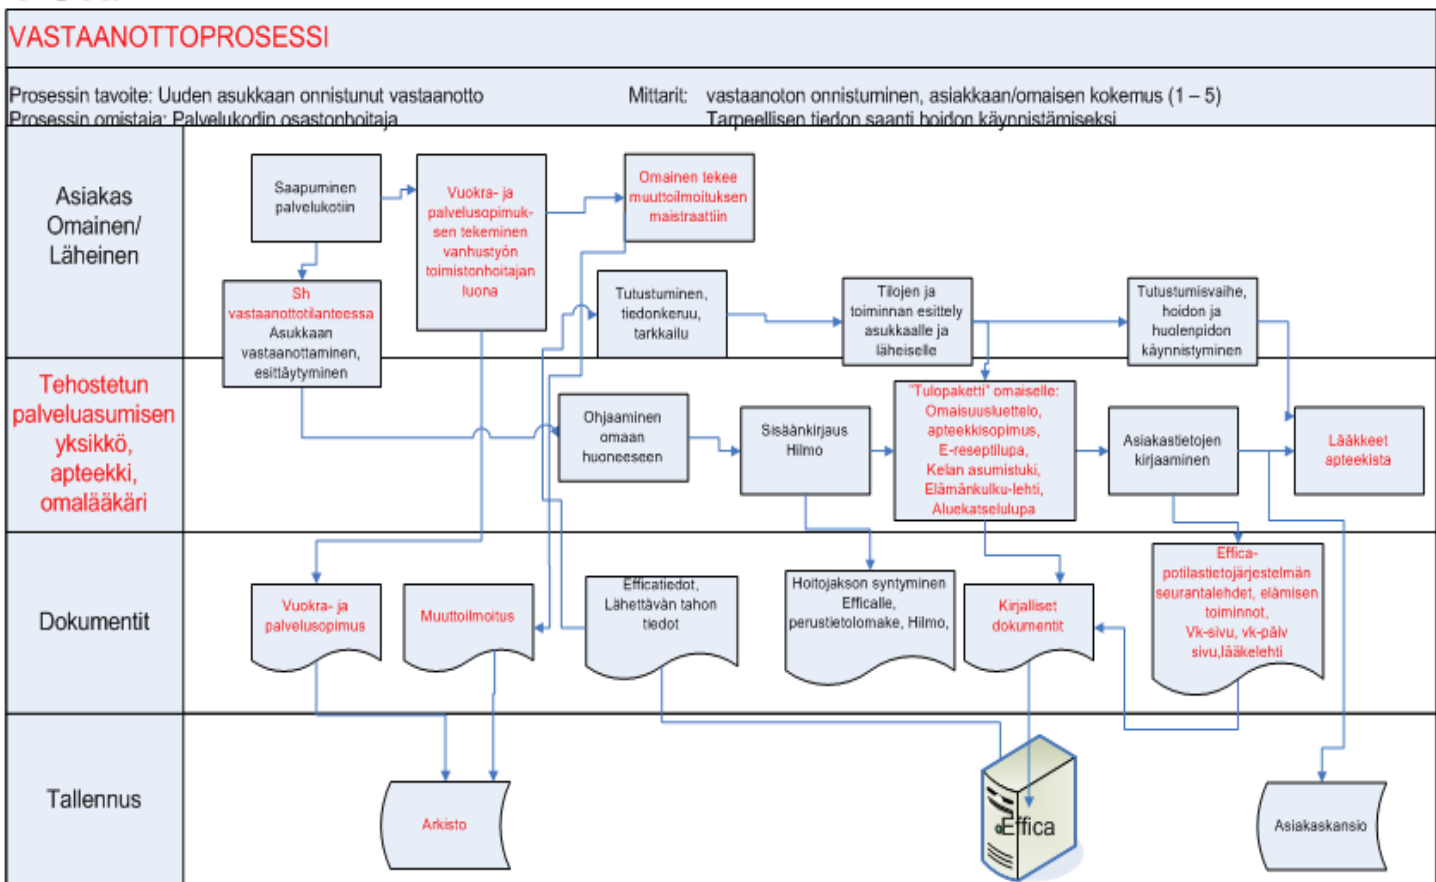 VASTAANOTTOPROSESSI
Prosessin tavoite: Uuden asukkaan onnistunut vastaanotto
Mittarit: vastaanoton onnistuminen, asiakkaan/omaisen kokemus (1 – 5)
Prosessin omistaja: Palvelukodin osastonhoitaja
Tarpeellisen tiedon saanti hoidon käynnistämiseksi
Asiakas
Omainen/
Läheinen
Saapuminen
palvelukotiin
Vuokra- ja
palvelusopimuk-
sen tekeminen
vanhustyön
toimistonhoitajan
luona
Omainen tekee
muuttoilmoituksen
maistraattiin
Sh
vastaanottotilanteessa
Asukkaan
vastaanottaminen,
esittäytyminen
Tutustuminen,
tiedonkeruu,
tarkkailu
Tilojen ja
toiminnan esittely
asukkaalle ja
läheiselle
Tutustumisvaihe,
hoidon ja
huolenpidon
käynnistyminen
Tehostetun
palveluasumisen
yksikkö,
apteekki,
omalääkäri
Ohjaaminen
omaan
huoneeseen
Sisäänkirjaus
Hilmo
"Tulopaketti" omaiselle:
Omaisuusluettelo,
apteekkisopimus,
E-reseptilupa,
Kelan asumistuki,
Elämänkulku-lehti,
Aluekatselulupa
Asiakastietojen
kirjaaminen
Lääkkeet
apteekista
Dokumentit
Vuokra- ja
palvelusopimus
Muuttoilmoitus
Efficatiedot,
Lähettävän tahon
tiedot
Hoitojakson syntyminen
Efficalle,
perustietolomake, Hilmo,
Kirjalliset
dokumentit
Effica-
potilastietojärjestelmän
seurantalehdet, elämisen
toiminnot,
Vk-sivu, vk-pälv
sivu,lääkelehti
Tallennus
Arkisto
Effica
Asiakaskansio